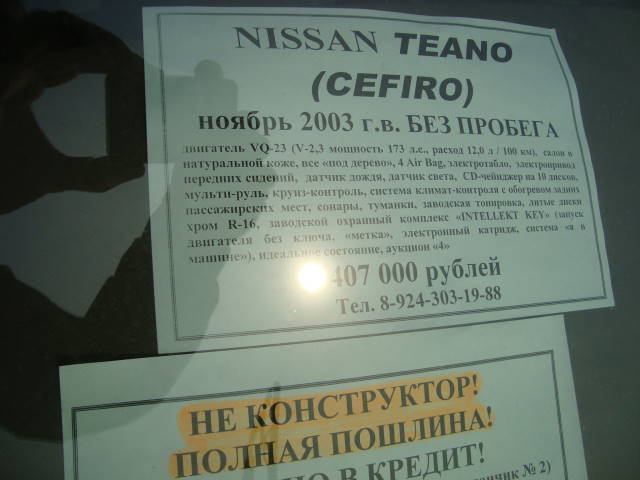 NISSAN TEANO
(CEFIRO)
ноябрь 2003 г.в. БЕЗ ПРОБЕГА
двигатель VQ-23 (V-2,3 мощность 173 л.с., расход 12,0 л / 100 км), салон в
натуральной коже, все «под дерево», 4 Air Bag, электротабло, электропривод
передних сидений, датчик дождя, датчик света, CD-чейнджер на 10 дисков,
мульти-руль, круиз-контроль, система климат-контроля с обогревом задних
пассажирских мест, сонары, туманки, заводская тонировка, литые диски
хром R-16, заводской охранный комплекс «INTELLEKT KEY» (запуск
двигателя без ключа, «метка», электронный катридж, система «я в
машине»), идеальное состояние, аукцион «4»
407 000 рублей
Тел. 8-924-303-19-88
НЕ КОНСТРУКТОР!
ПОЛНАЯ ПОШЛИНА!
В КРЕДИТ!
№ 2)